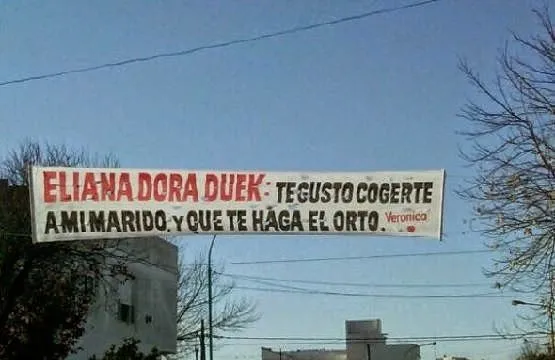 ELIANA DORA DUEK: TE GUSTO COGERTE
A MI MARIDO. Y QUE TE HAGA EL ORTO. Veronica